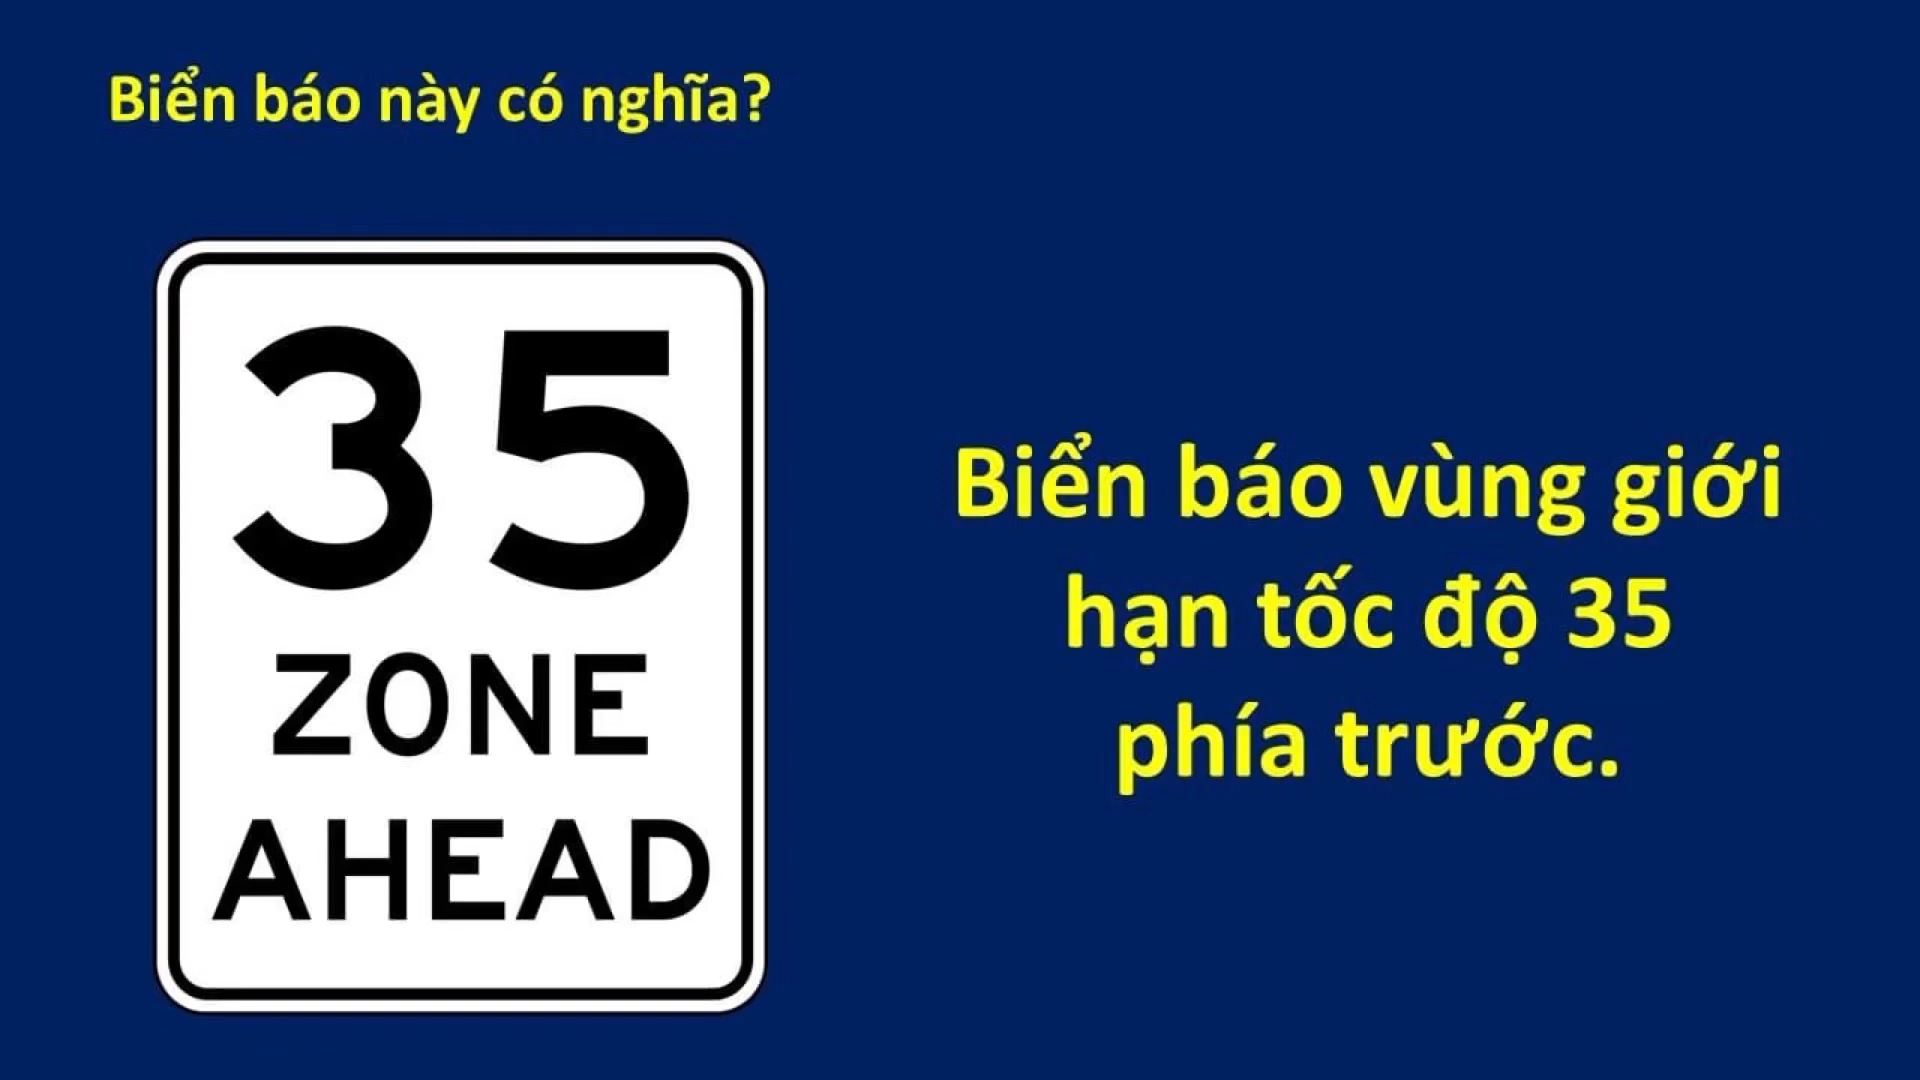 Biển báo này có nghĩa?
35
ZONE
AHEAD
Biển báo vùng giới
hạn tốc độ 35
phía trước.